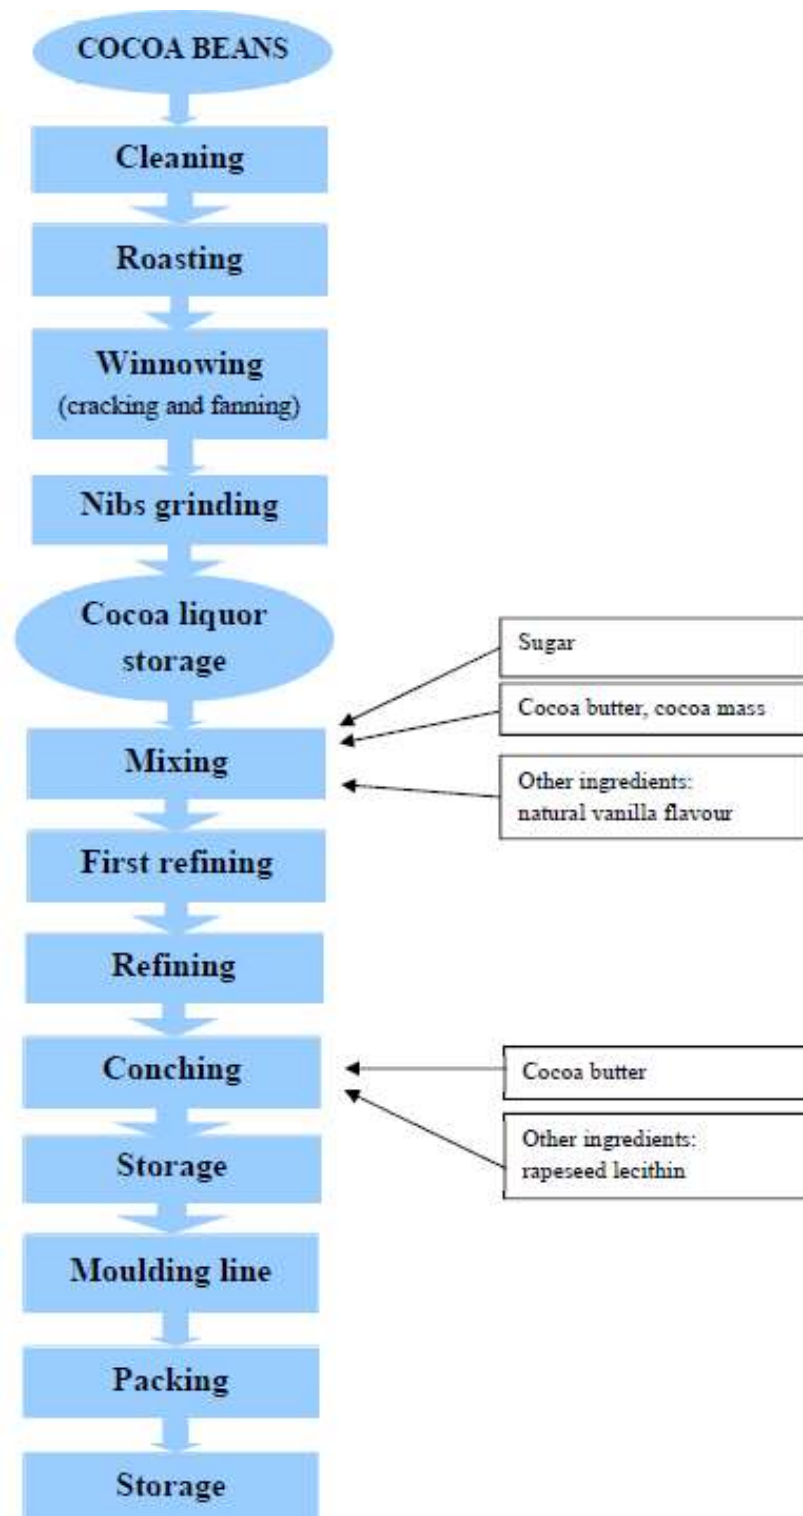 COCOA BEANS
Cleaning
Roasting
Winnowing
(cracking and fanning)
Nibs grinding
Cocoa liquor
storage
Sugar
Cocoa butter, cocoa mass
Mixing
Other ingredients:
natural vanilla flavour
First refining
Refining
Conching
Cocoa butter
Other ingredients:
rapeseed lecithin
Storage
Moulding line
Packing
Storage